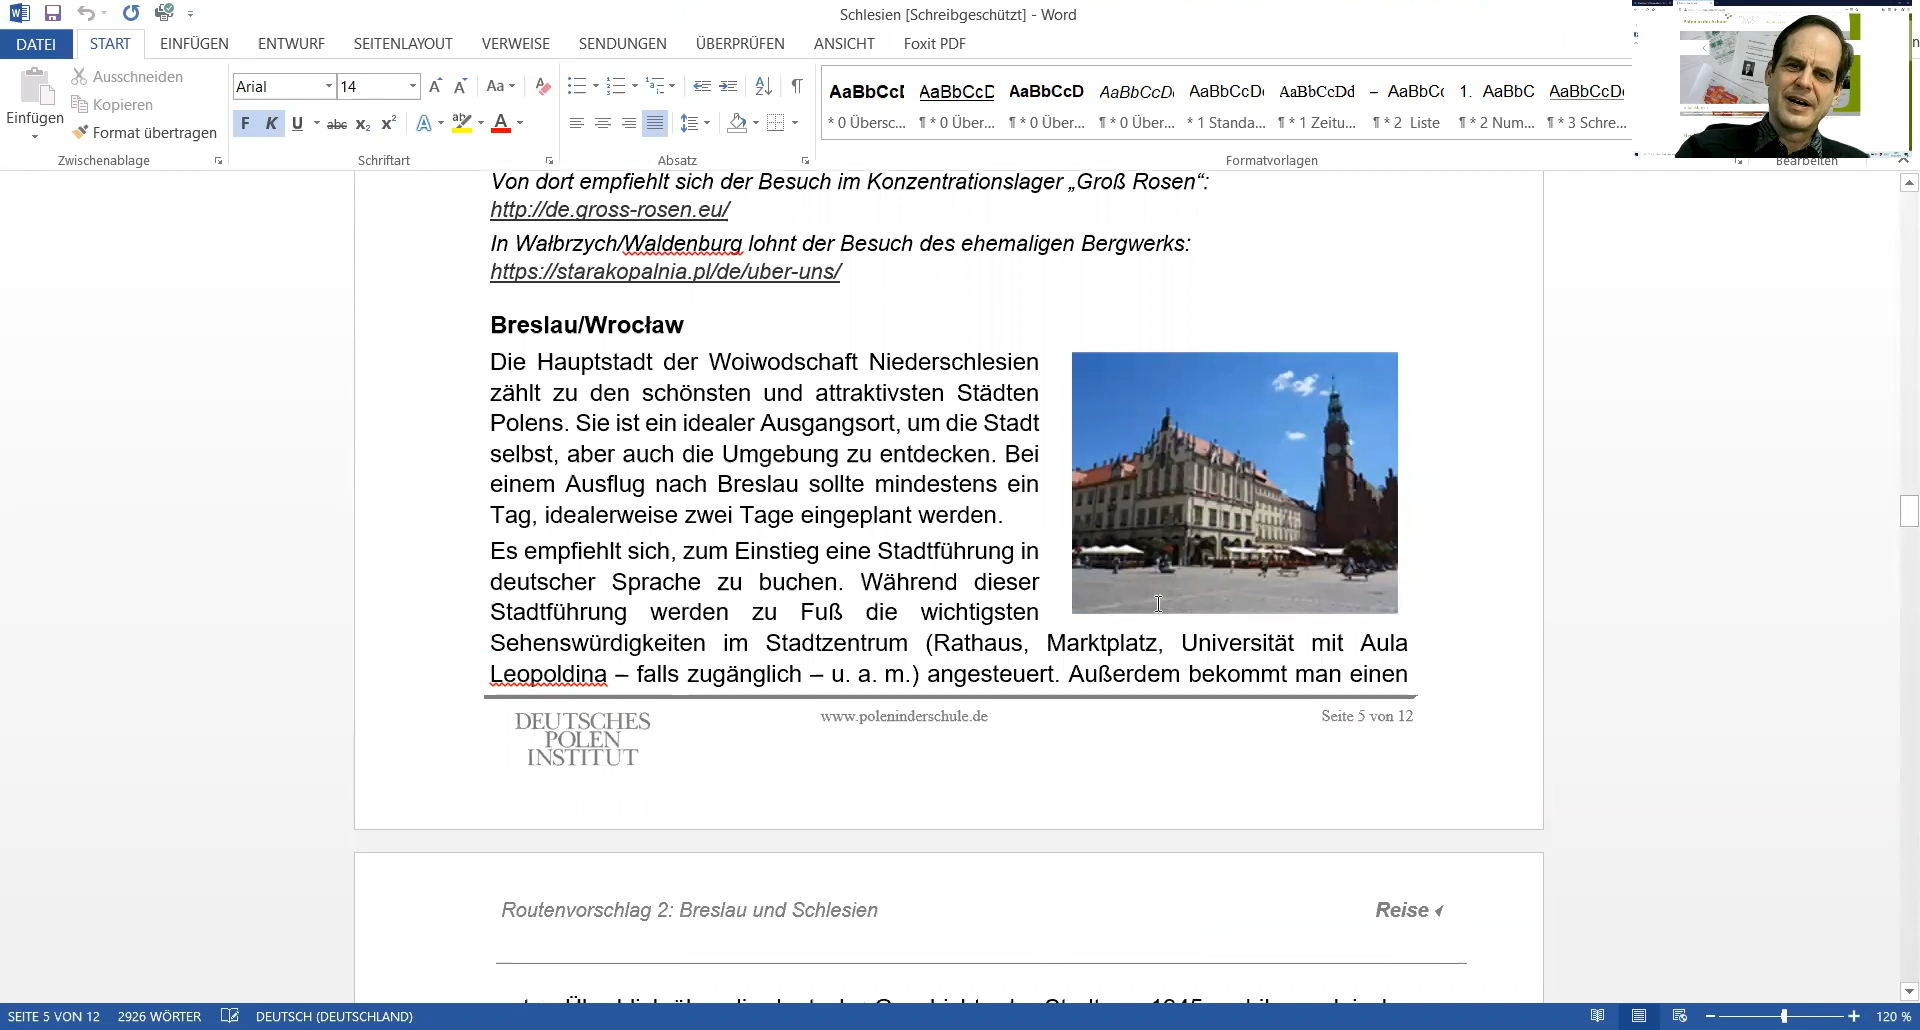 Schlesien [Schreibgeschützt] - Word
DATEI START EINFÜGEN ENTWURF SEITENLAYOUT VERWEISE SENDUNGEN ÜBERPRÜFEN ANSICHT Foxit PDF
Einfügen
Ausschneiden
Kopieren
Format übertragen
Zwischenablage
Arial 14
F K U abc x₂ x²
Schriftart
Absatz
AaBbCcI AaBbCcD AaBbCcD AaBbCcD AaBbCcD AaBbCcDd – AaBbC 1. AaBbC AaBbCcD
* 0 Übersc... ¶ * 0 Über... ¶ * 0 Über... ¶ * 0 Über... * 1 Standa... ¶ * 1 Zeitu... ¶ * 2 Liste ¶ * 2 Num... ¶ * 3 Schre...
Formatvorlagen
Bearbeiten
Von dort empfiehlt sich der Besuch im Konzentrationslager „Groß Rosen“:
http://de.gross-rosen.eu/
In Wałbrzych/Waldenburg lohnt der Besuch des ehemaligen Bergwerks:
https://starakopalnia.pl/de/uber-uns/
Breslau/Wrocław
Die Hauptstadt der Woiwodschaft Niederschlesien
zählt zu den schönsten und attraktivsten Städten
Polens. Sie ist ein idealer Ausgangsort, um die Stadt
selbst, aber auch die Umgebung zu entdecken. Bei
einem Ausflug nach Breslau sollte mindestens ein
Tag, idealerweise zwei Tage eingeplant werden.
Es empfiehlt sich, zum Einstieg eine Stadtführung in
deutscher Sprache zu buchen. Während dieser
Stadtführung werden zu Fuß die wichtigsten
Sehenswürdigkeiten im Stadtzentrum (Rathaus, Marktplatz, Universität mit Aula
Leopoldina – falls zugänglich – u. a. m.) angesteuert. Außerdem bekommt man einen
DEUTSCHES
POLEN
INSTITUT
www.poleninderschule.de
Seite 5 von 12
Routenvorschlag 2: Breslau und Schlesien
Reise
SEITE 5 VON 12 2926 WÖRTER DEUTSCH (DEUTSCHLAND) 120 %